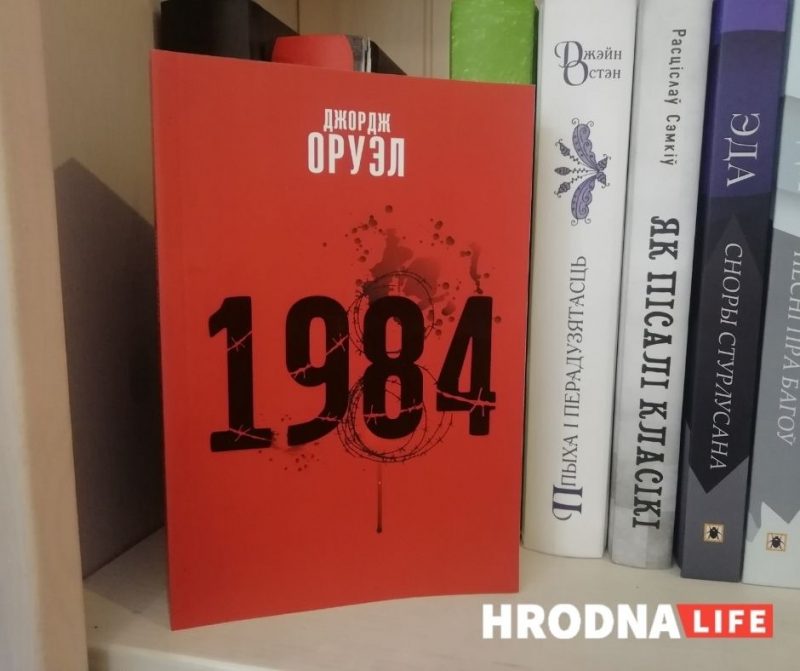 ДЖОРДЖ
ОРУЭЛ
1984
Джэйн
Остэн
Пыха і перадузятасць
Расціслаў Сэмкіў
ЯК ПІСАЛІ КЛАСІКІ
ЭДА
СНОРЫ СТУРЛУСАНА
ПЕСНІ ПРА БАГОЎ
HRODNA LIFE